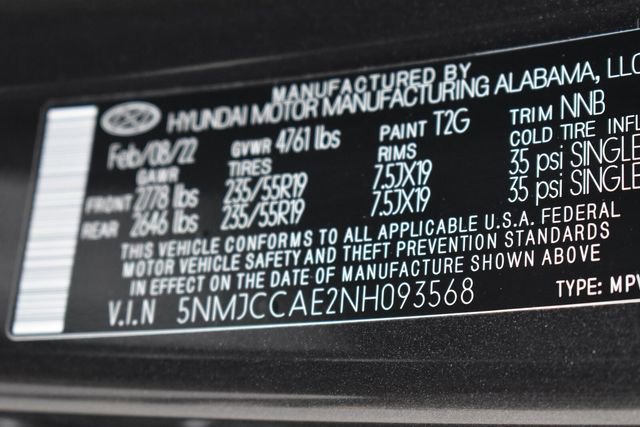 MANUFACTURED BY
HYUNDAI MOTOR MANUFACTURING ALABAMA, LLC
Feb/08/22 GVWR 4761 lbs PAINT T2G TRIM NNB
GAWR TIRES RIMS COLD TIRE INFL
FRONT 2778 lbs 235/55R19 7.5JX19 35 psi SINGLE
REAR 2646 lbs 235/55R19 7.5JX19 35 psi SINGLE
THIS VEHICLE CONFORMS TO ALL APPLICABLE U.S.A. FEDERAL
MOTOR VEHICLE SAFETY AND THEFT PREVENTION STANDARDS
IN EFFECT ON THE DATE OF MANUFACTURE SHOWN ABOVE
V.I.N 5NMJCCAE2NH093568 TYPE: MPV